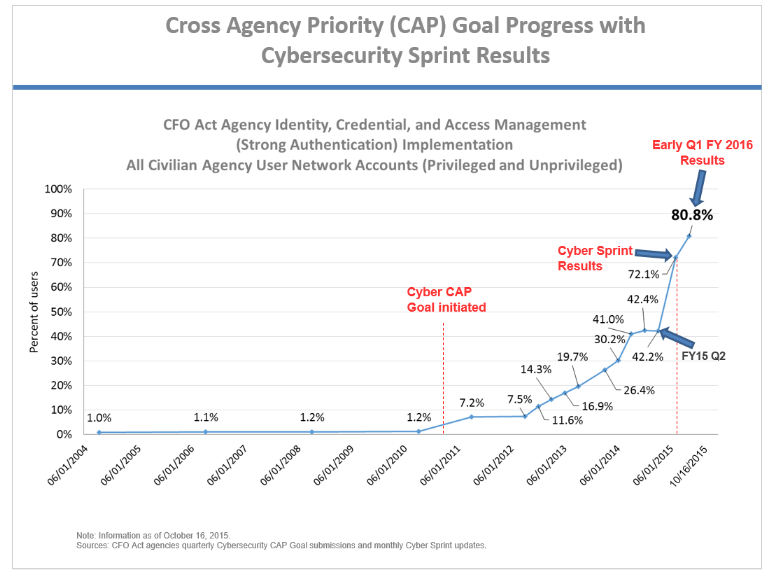 Cross Agency Priority (CAP) Goal Progress with
Cybersecurity Sprint Results
CFO Act Agency Identity, Credential, and Access Management
(Strong Authentication) Implementation
All Civilian Agency User Network Accounts (Privileged and Unprivileged)
Early Q1 FY 2016
Results
100%
90%
80%
70%
60%
50%
40%
30%
20%
10%
0%
Percent of users
80.8%
Cyber Sprint
Results
72.1%
Cyber CAP
Goal initiated
42.4%
41.0%
30.2%
42.2%
FY15 Q2
19.7%
14.3%
26.4%
7.2%
7.5%
16.9%
11.6%
1.0%
1.1%
1.2%
1.2%
06/01/2004
06/01/2005
06/01/2006
06/01/2007
06/01/2008
06/01/2009
06/01/2010
06/01/2011
06/01/2012
06/01/2013
06/01/2014
06/01/2015
10/16/2015
Note: Information as of October 16, 2015.
Sources: CFO Act agencies quarterly Cybersecurity CAP Goal submissions and monthly Cyber Sprint updates.